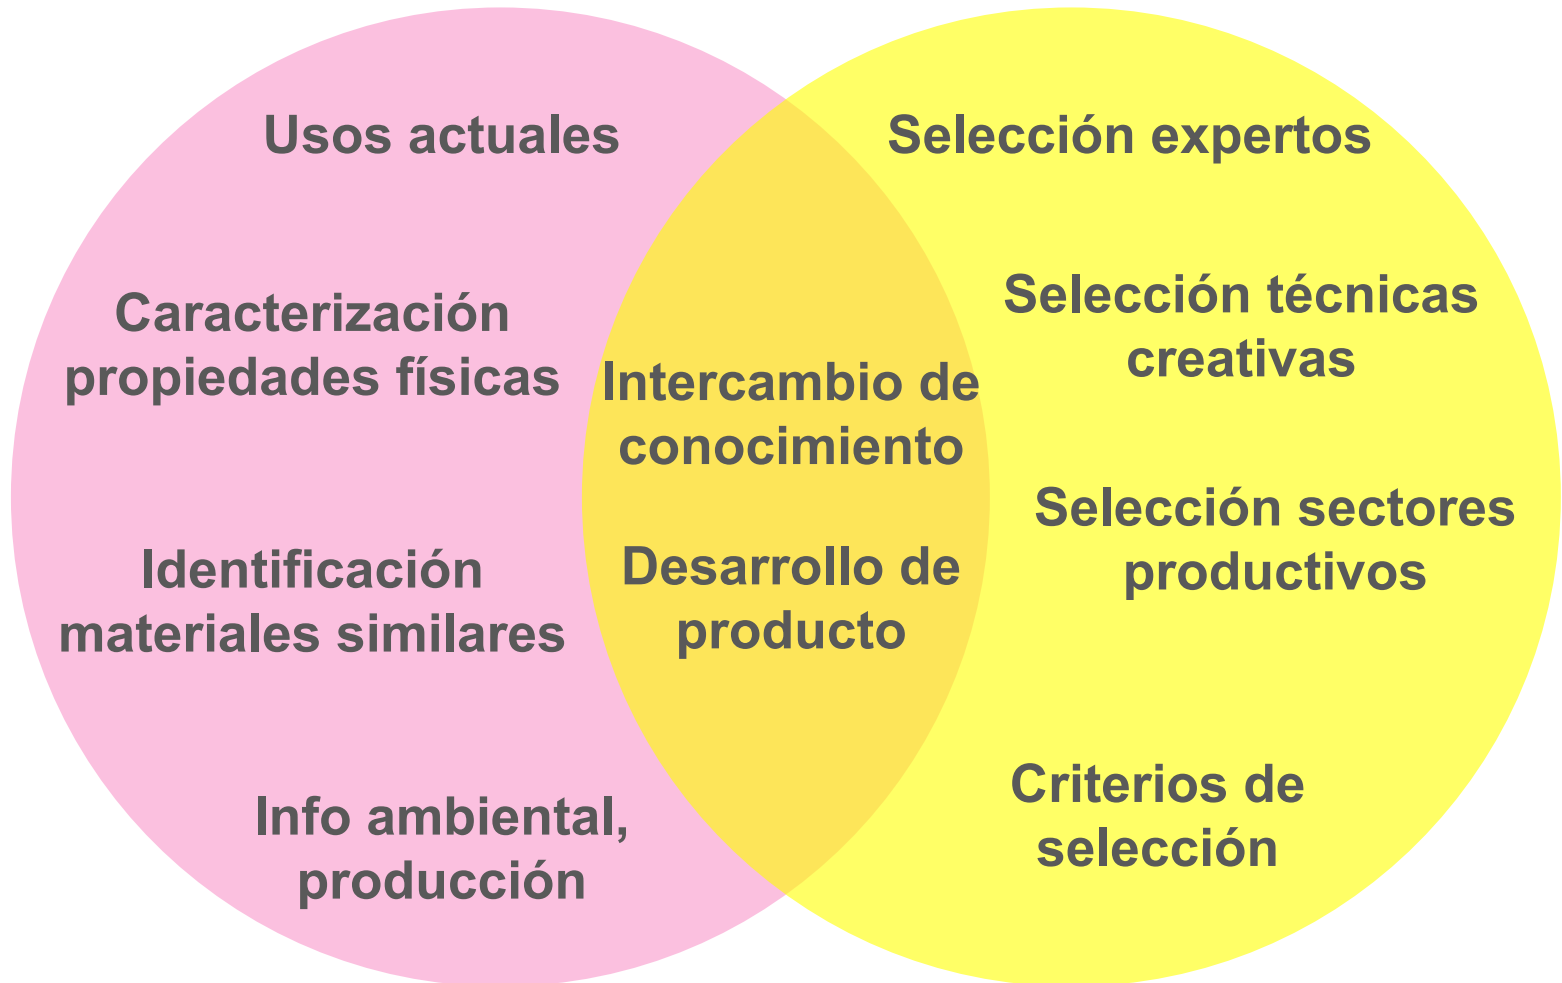 Usos actuales
Caracterización
propiedades físicas
Identificación
materiales similares
Info ambiental,
producción
Intercambio de
conocimiento
Desarrollo de
producto
Selección expertos
Selección técnicas
creativas
Selección sectores
productivos
Criterios de
selección